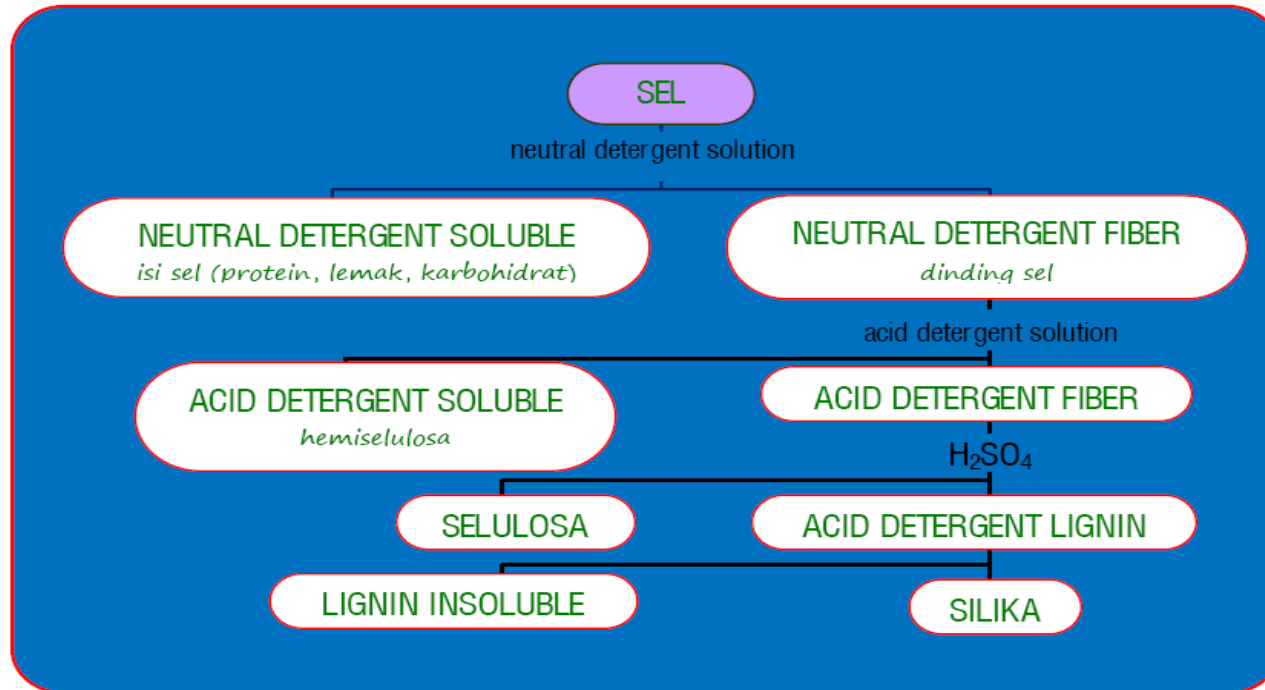 SEL
neutral detergent solution
NEUTRAL DETERGENT SOLUBLE
isi sel (protein, lemak, karbohidrat)
NEUTRAL DETERGENT FIBER
dinding sel
acid detergent solution
ACID DETERGENT SOLUBLE
hemiselulosa
ACID DETERGENT FIBER
H₂SO₄
SELULOSA
ACID DETERGENT LIGNIN
LIGNIN INSOLUBLE
SILIKA